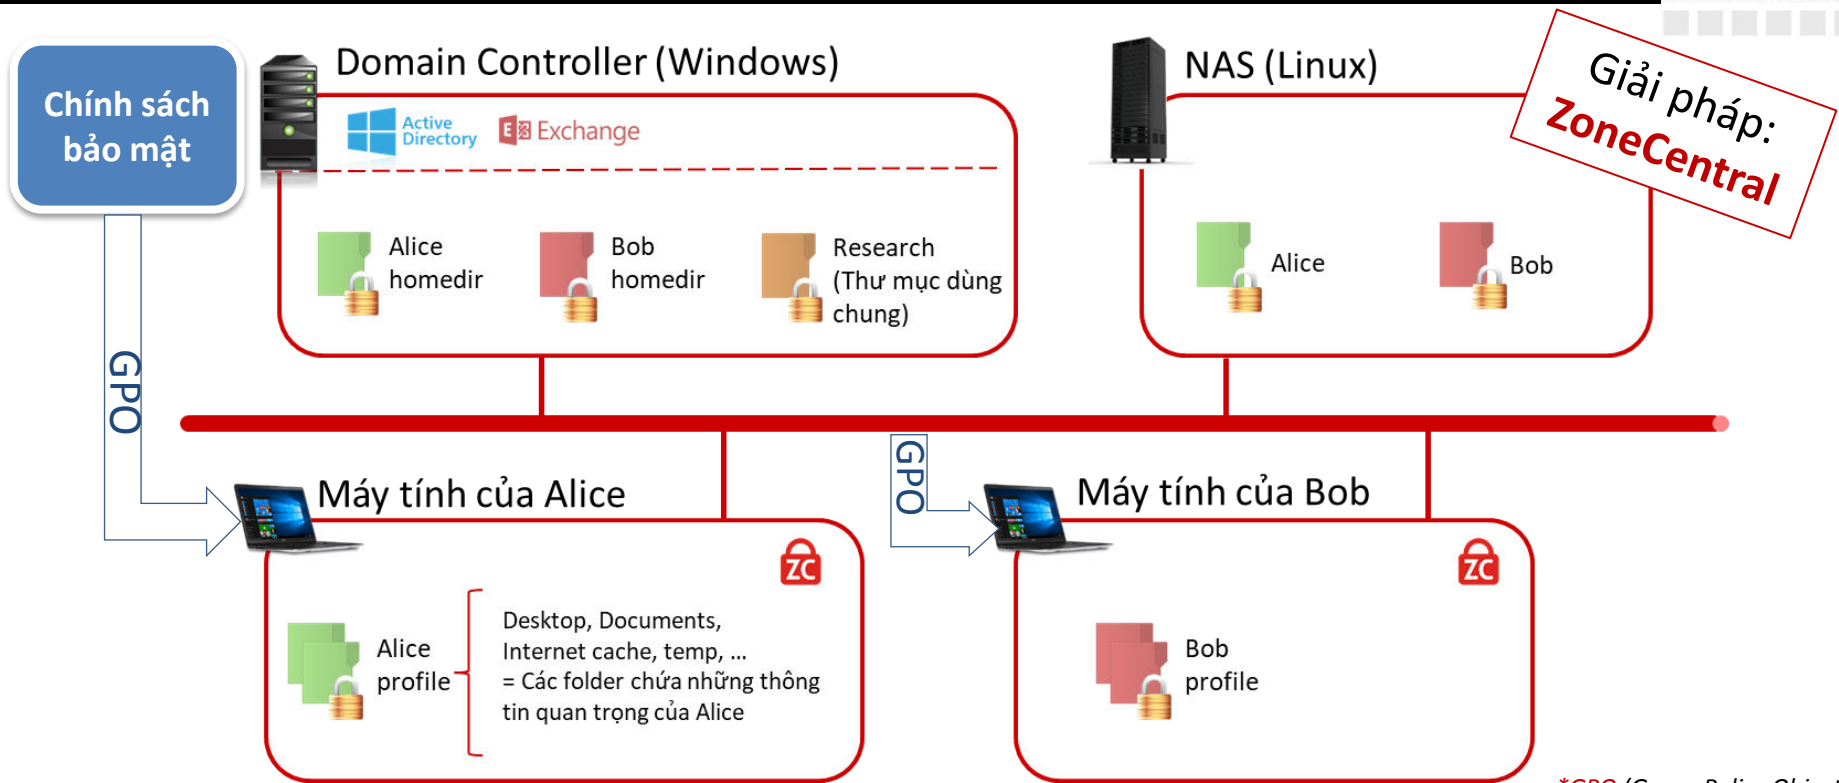 Chính sách
bảo mật
Domain Controller (Windows)
NAS (Linux)
Giải pháp:
ZoneCentral
Active
Directory
E Exchange
Alice
homedir
Bob
homedir
Research
(Thư mục dùng
chung)
Alice
Bob
GPO
GPO
Máy tính của Alice
Máy tính của Bob
ZC
ZC
Alice
profile
Desktop, Documents,
Internet cache, temp, ...
= Các folder chứa những thông
tin quan trọng của Alice
Bob
profile